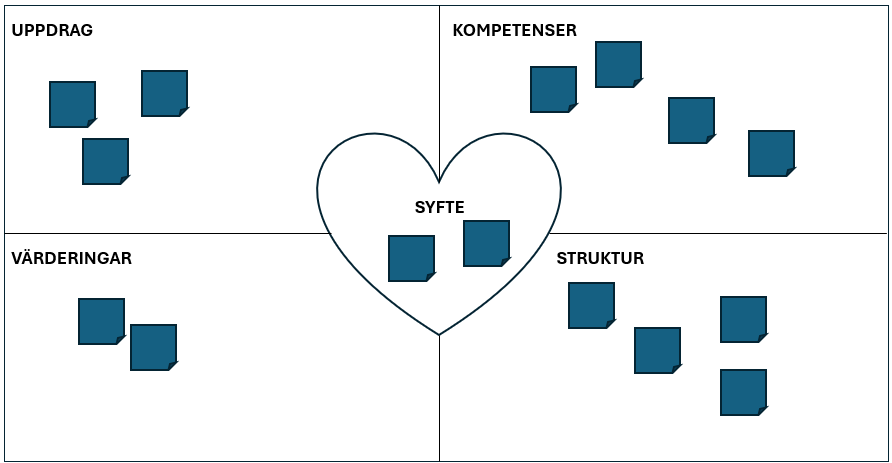 UPPDRAG
KOMPETENSER
SYFTE
VÄRDERINGAR
STRUKTUR